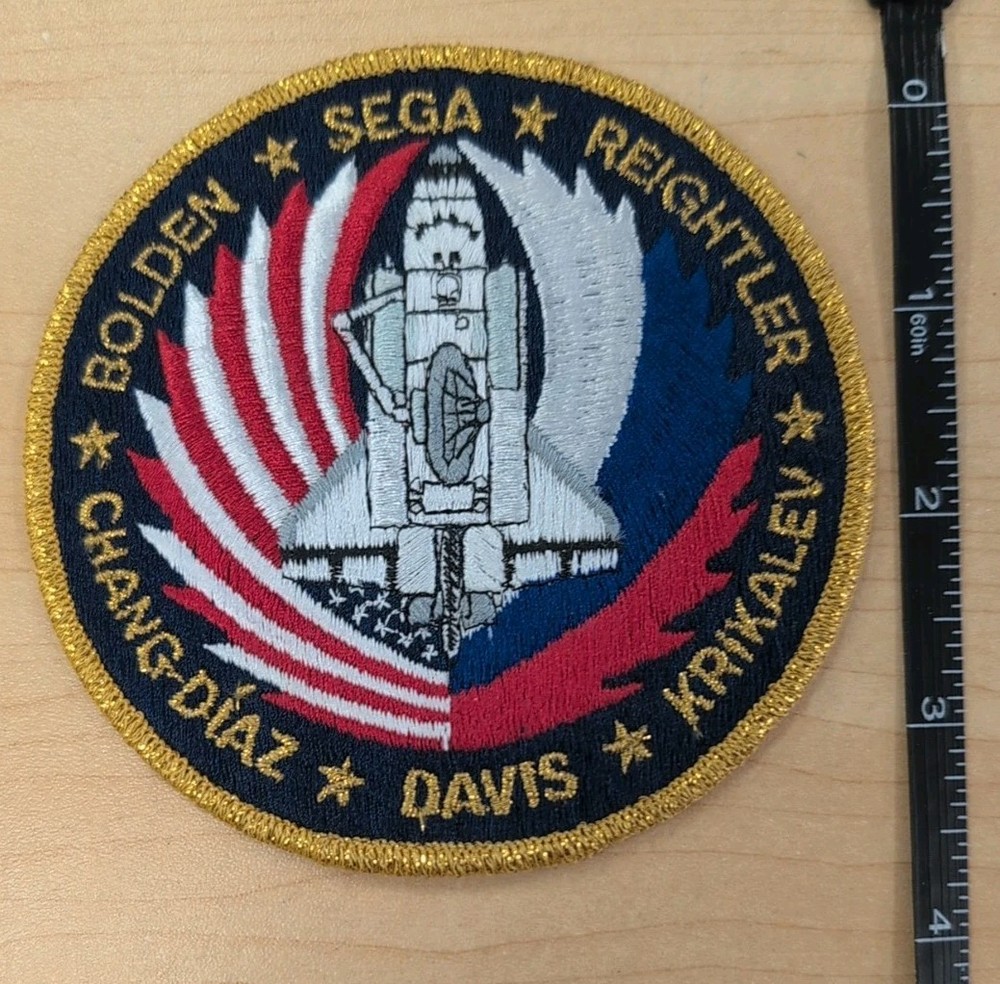 BOLDEN
SEGA
REIGHTLER
KRIKALEV
DAVIS
CHANG-DÍAZ
0
1
60in
2
3
4